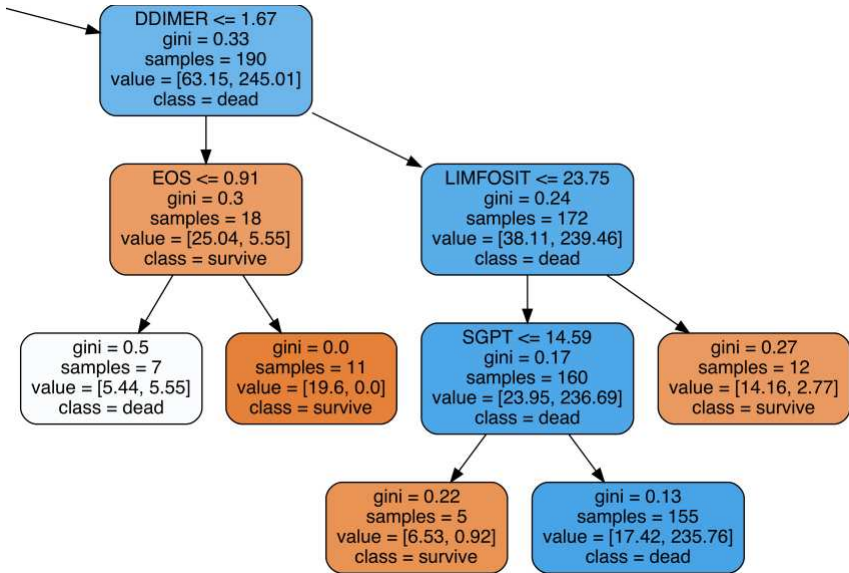 DDIMER <= 1.67
gini = 0.33
samples = 190
value = [63.15, 245.01]
class = dead
EOS <= 0.91
gini = 0.3
samples = 18
value = [25.04, 5.55]
class = survive
LIMFOSIT <= 23.75
gini = 0.24
samples = 172
value = [38.11, 239.46]
class = dead
gini = 0.5
samples = 7
value = [5.44, 5.55]
class = dead
gini = 0.0
samples = 11
value = [19.6, 0.0]
class = survive
SGPT <= 14.59
gini = 0.17
samples = 160
value = [23.95, 236.69]
class = dead
gini = 0.27
samples = 12
value = [14.16, 2.77]
class = survive
gini = 0.22
samples = 5
value = [6.53, 0.92]
class = survive
gini = 0.13
samples = 155
value = [17.42, 235.76]
class = dead